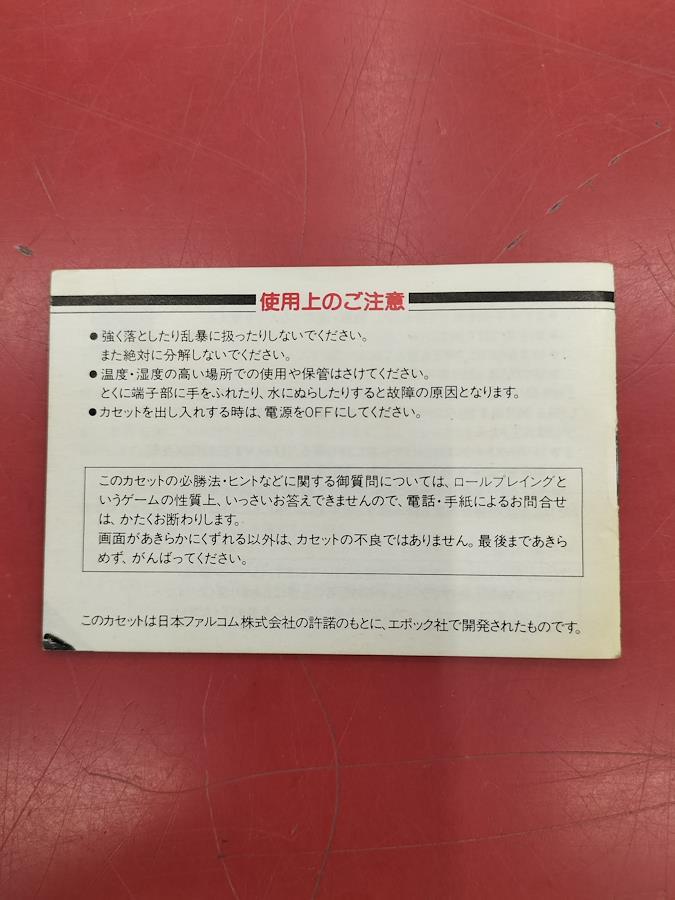 使用上のご注意
●強く落としたり乱暴に扱ったりしないでください。
また絶対に分解しないでください。
●温度・湿度の高い場所での使用や保管はさけてください。
とくに端子部に手をふれたり、水にぬらしたりすると故障の原因となります。
●カセットを出し入れする時は、電源をOFFにしてください。
このカセットの必勝法・ヒントなどに関する御質問については、ロールプレイングと
いうゲームの性質上、いっさいお答えできませんので、電話・手紙によるお問合せ
は、かたくお断わりします。
画面があきらかにくずれる以外は、カセットの不良ではありません。最後まであきら
めず、がんばってください。
このカセットは日本ファルコム株式会社の許諾のもとに、エポック社で開発されたものです。